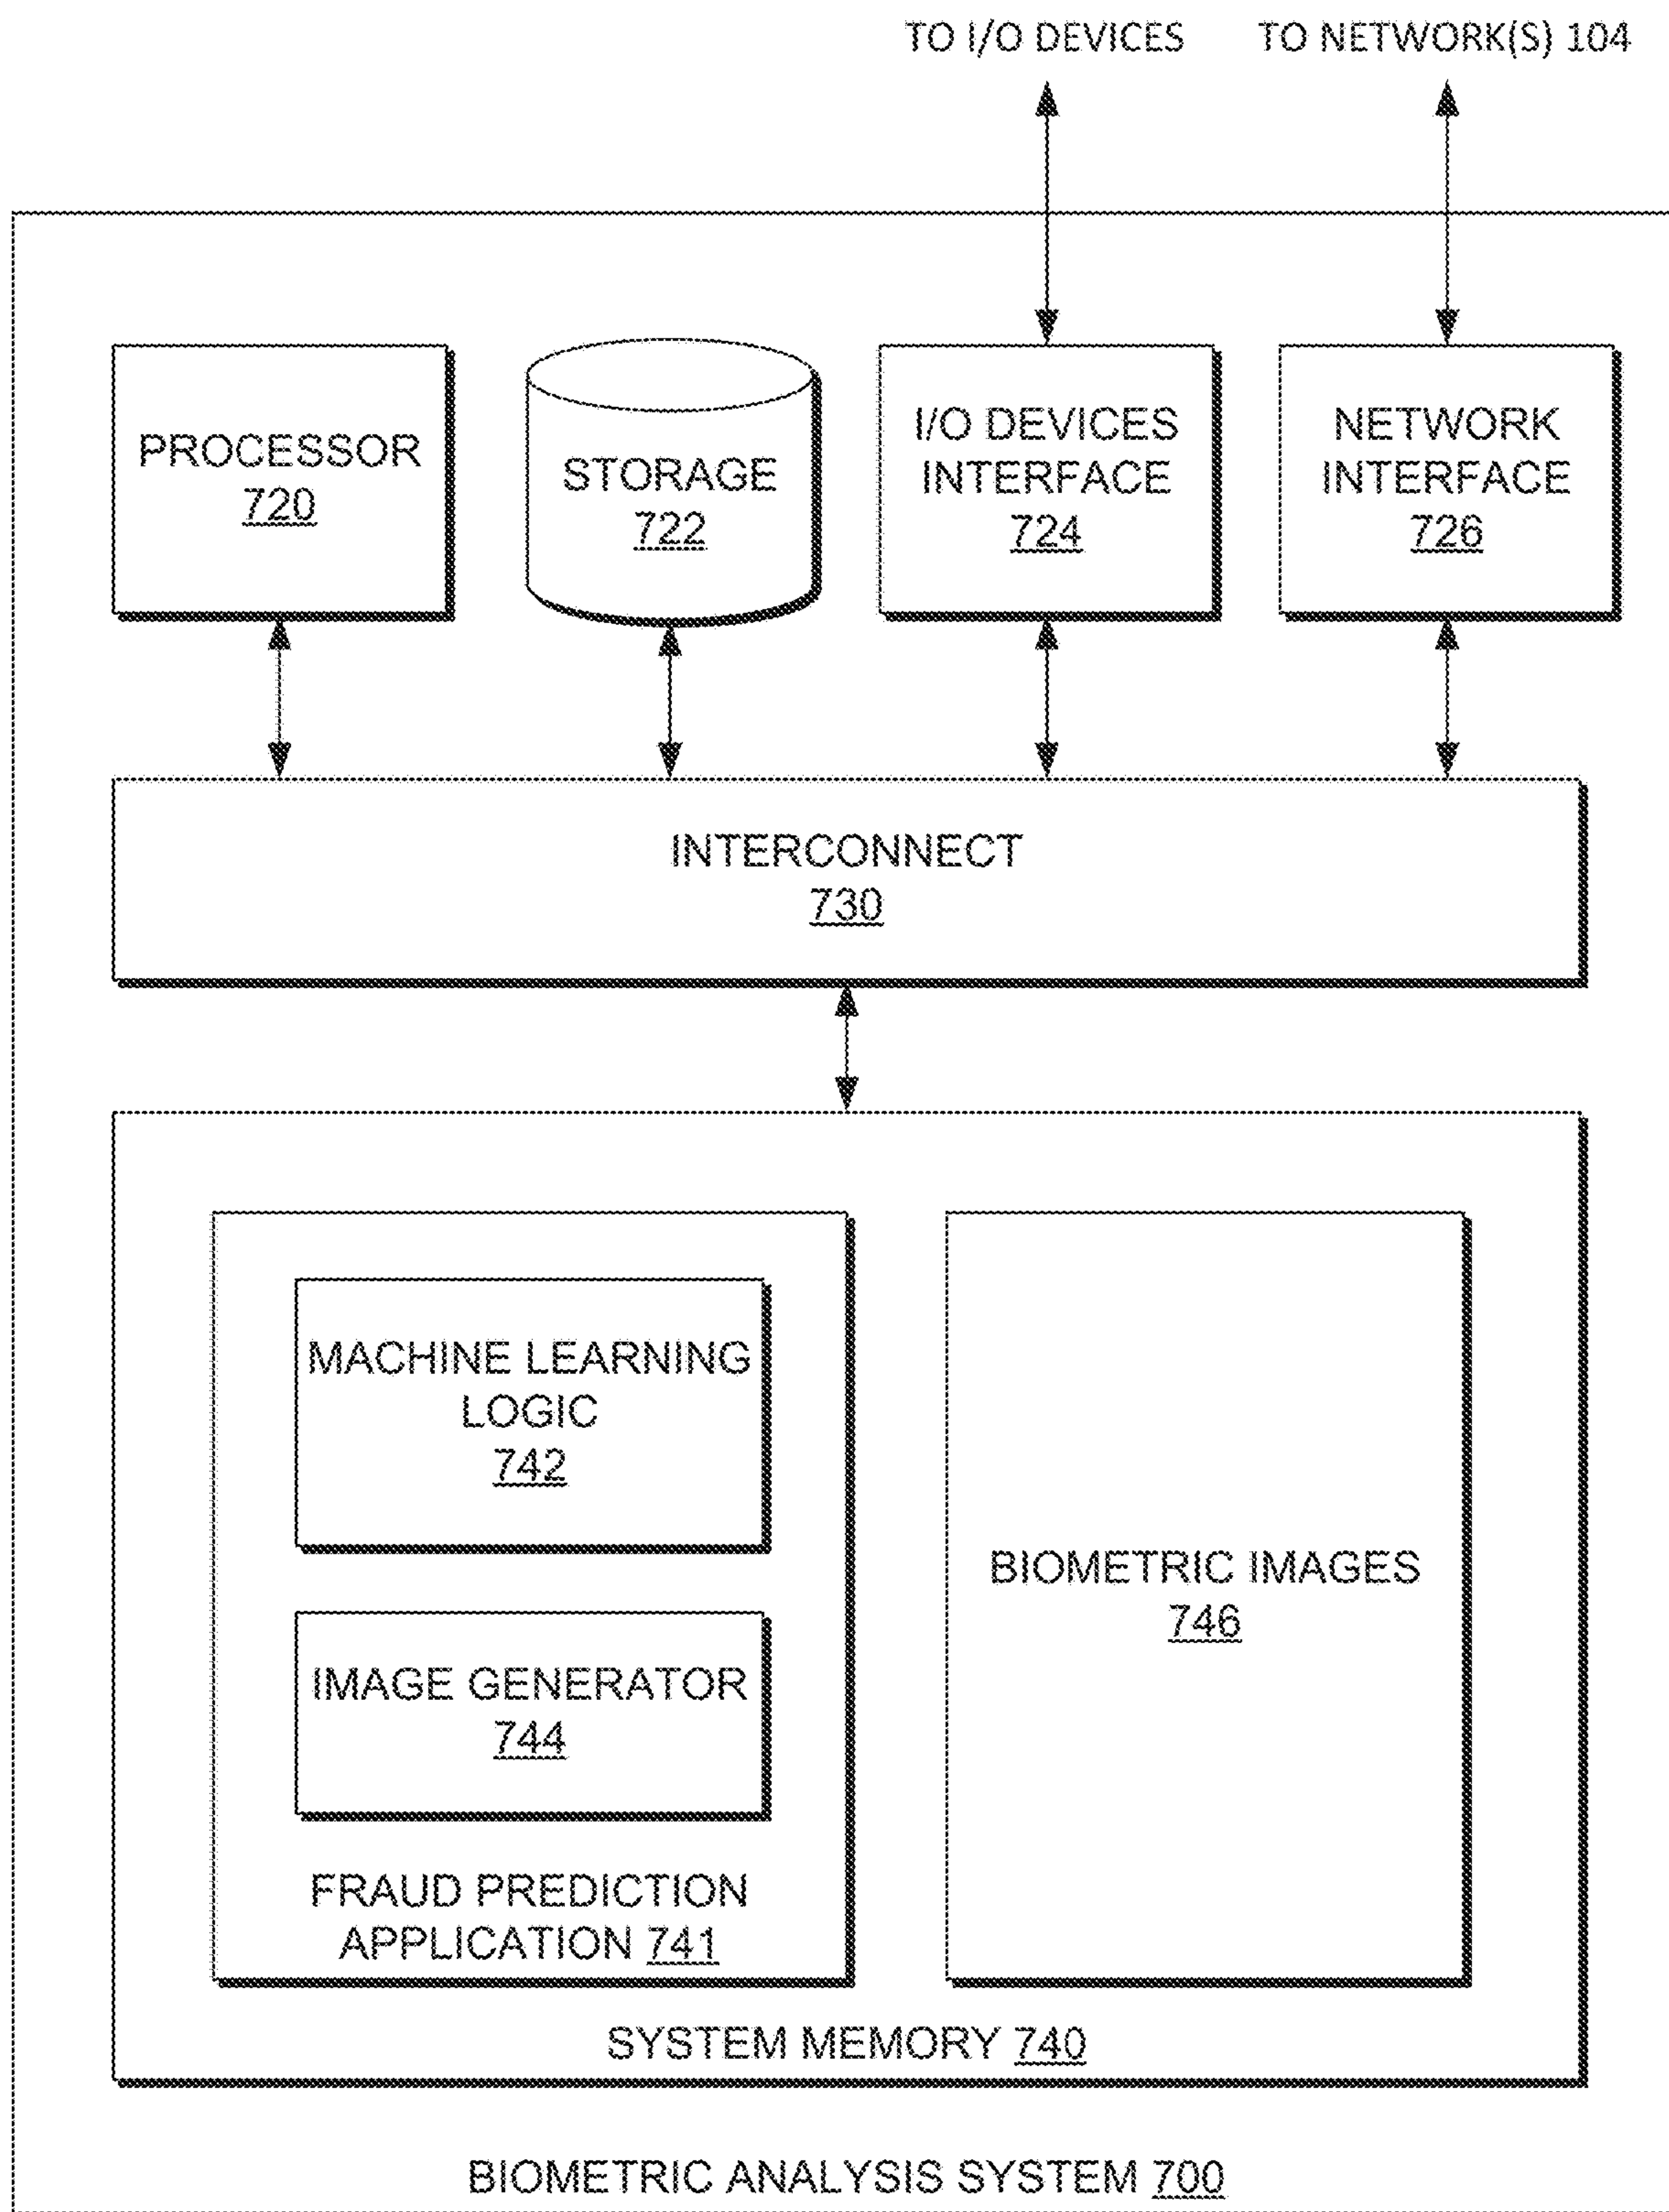 TO I/O DEVICES
TO NETWORK(S) 104
PROCESSOR
720
STORAGE
722
I/O DEVICES
INTERFACE
724
NETWORK
INTERFACE
726
INTERCONNECT
730
MACHINE LEARNING
LOGIC
742
IMAGE GENERATOR
744
FRAUD PREDICTION
APPLICATION 741
BIOMETRIC IMAGES
746
SYSTEM MEMORY 740
BIOMETRIC ANALYSIS SYSTEM 700